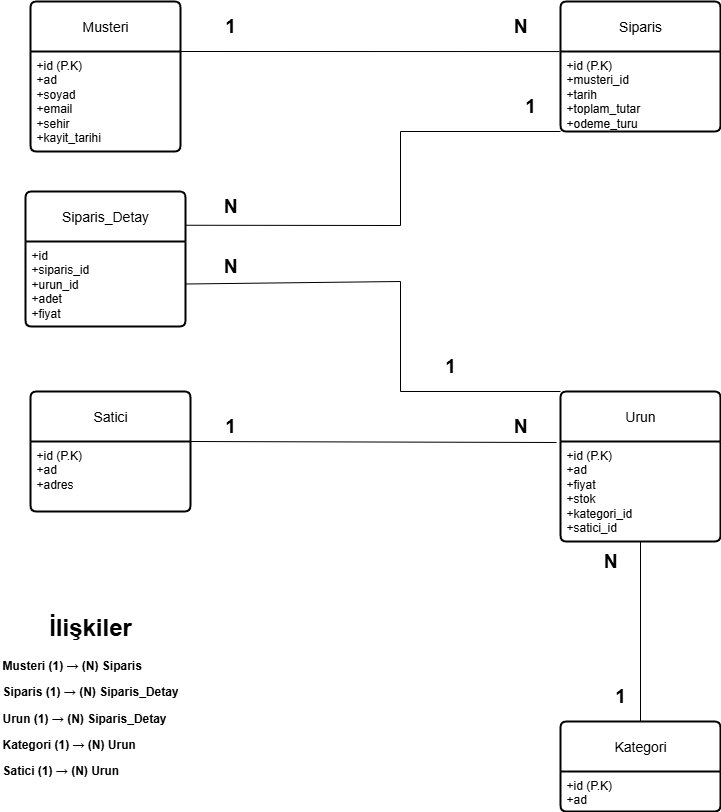 Musteri
+id (P.K)
+ad
+soyad
+email
+sehir
+kayit_tarihi
1
N
Siparis
+id (P.K)
+musteri_id
+tarih
+toplam_tutar
+odeme_turu
1
Siparis_Detay
+id
+siparis_id
+urun_id
+adet
+fiyat
N
N
1
Satici
+id (P.K)
+ad
+adres
1
N
Urun
+id (P.K)
+ad
+fiyat
+stok
+kategori_id
+satici_id
N
1
Kategori
+id (P.K)
+ad
İlişkiler
Musteri (1) → (N) Siparis
Siparis (1) → (N) Siparis_Detay
Urun (1) → (N) Siparis_Detay
Kategori (1) → (N) Urun
Satici (1) → (N) Urun